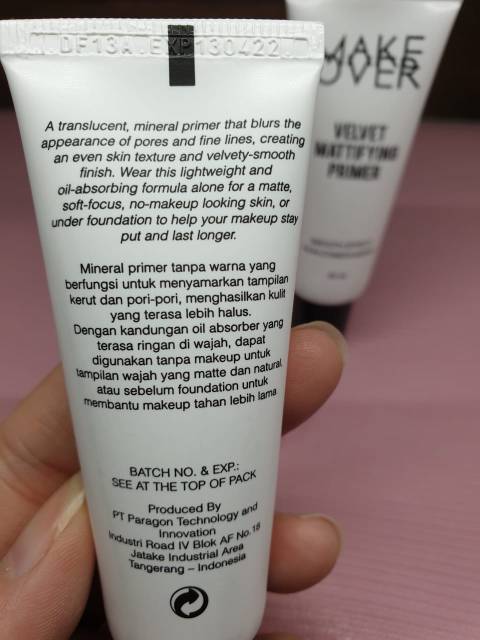 DF13A EXP130422
A translucent, mineral primer that blurs the
appearance of pores and fine lines, creating
an even skin texture and velvety-smooth
finish. Wear this lightweight and
oil-absorbing formula alone for a matte,
soft-focus, no-makeup looking skin, or
under foundation to help your makeup stay
put and last longer.
Mineral primer tanpa warna yang
berfungsi untuk menyamarkan tampilan
kerut dan pori-pori, menghasilkan kulit
yang terasa lebih halus.
Dengan kandungan oil absorber yang
terasa ringan di wajah, dapat
digunakan tanpa makeup untuk
tampilan wajah yang matte dan natural,
atau sebelum foundation untuk
membantu makeup tahan lebih lama
BATCH NO. & EXP.:
SEE AT THE TOP OF PACK
Produced By
PT Paragon Technology and
Innovation
Industri Road IV Blok AF No.18
Jatake Industrial Area
Tangerang – Indonesia
MAKE
OVER
VELVET
MATTIFYING
PRIMER